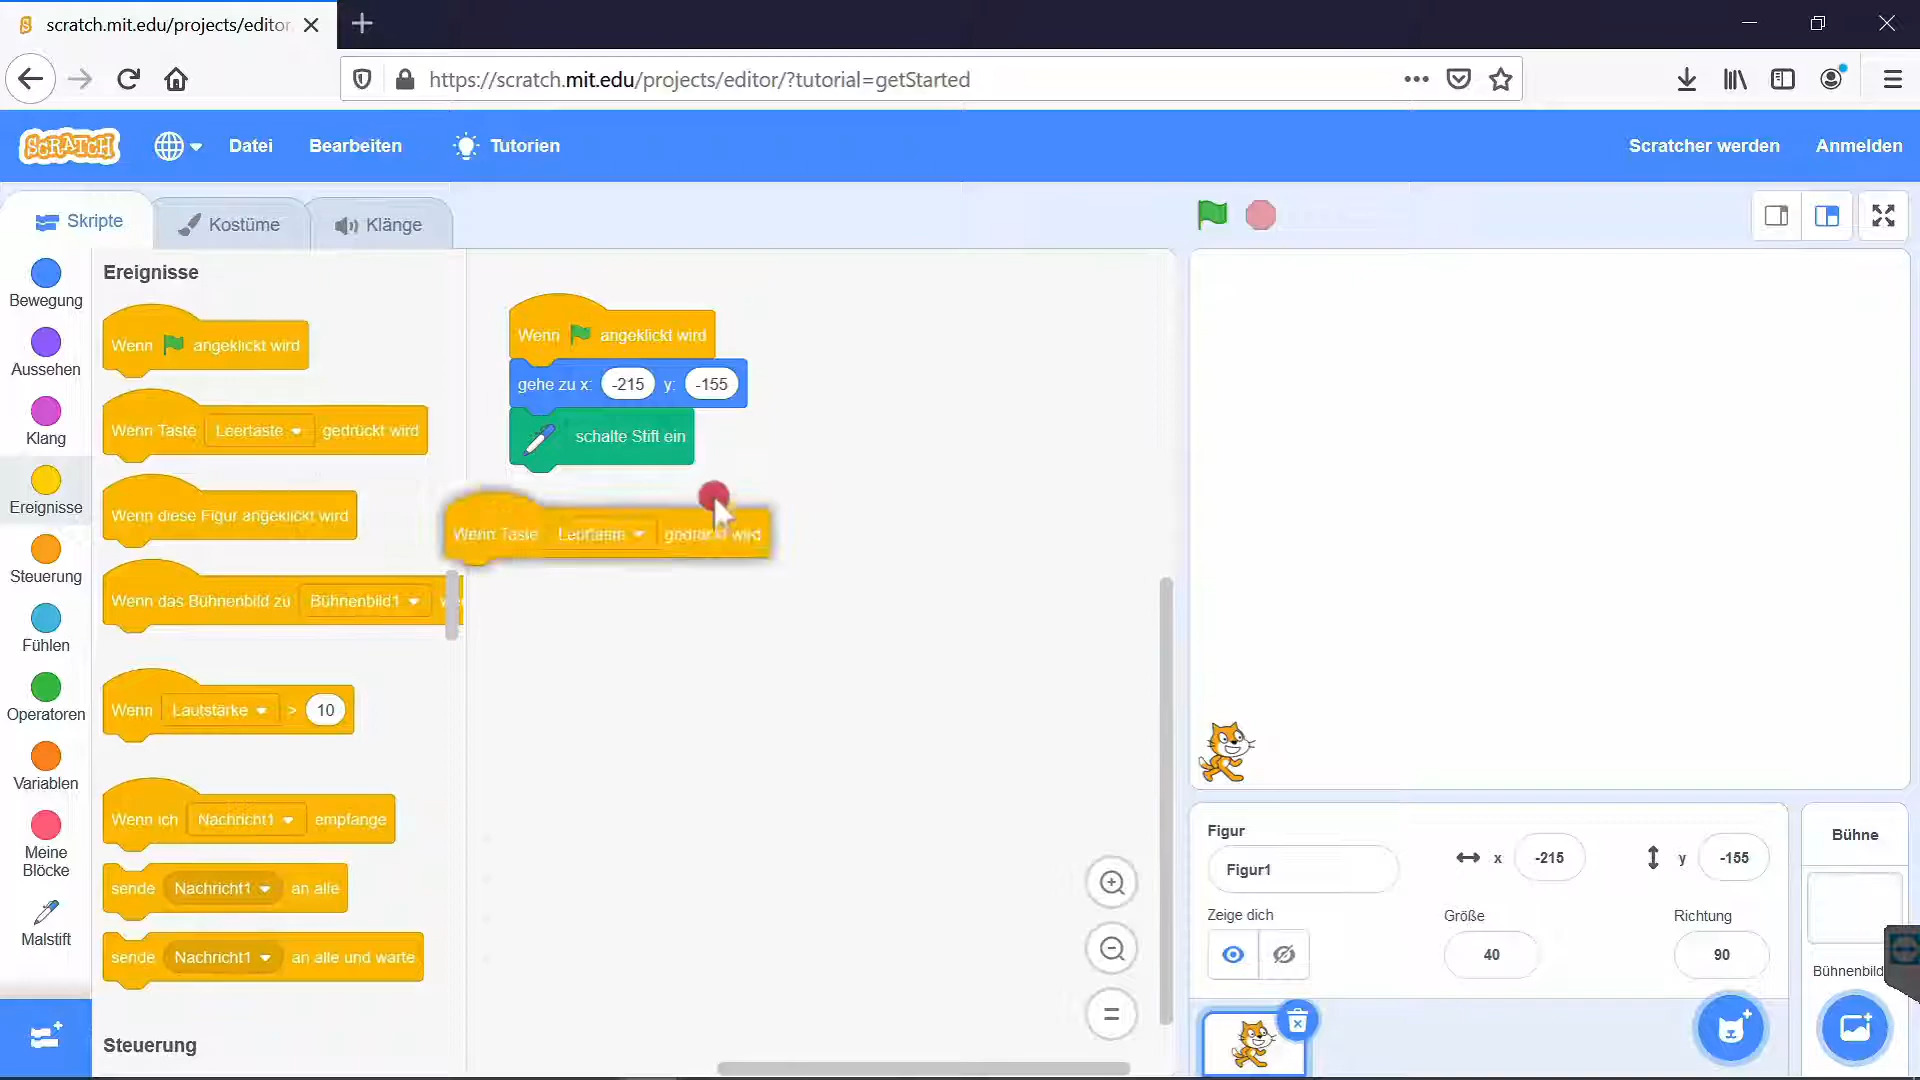 scratch.mit.edu/projects/editor
https://scratch.mit.edu/projects/editor/?tutorial=getStarted
SCRATCH
Datei
Bearbeiten
Tutorien
Scratcher werden
Anmelden
Skripte
Kostüme
Klänge
Bewegung
Aussehen
Klang
Ereignisse
Steuerung
Fühlen
Operatoren
Variablen
Meine
Blöcke
Malstift
Ereignisse
Wenn angeklickt wird
Wenn Taste Leertaste gedrückt wird
Wenn diese Figur angeklickt wird
Wenn das Bühnenbild zu Bühnenbild1
Wenn Lautstärke > 10
Wenn ich Nachricht1 empfange
sende Nachricht1 an alle
sende Nachricht1 an alle und warte
Steuerung
Wenn angeklickt wird
gehe zu x: -215 y: -155
schalte Stift ein
Wenn Taste Leertaste gedrückt wird
Figur
Figur1
x -215
y -155
Zeige dich
Größe
40
Richtung
90
Bühne
Bühnenbild